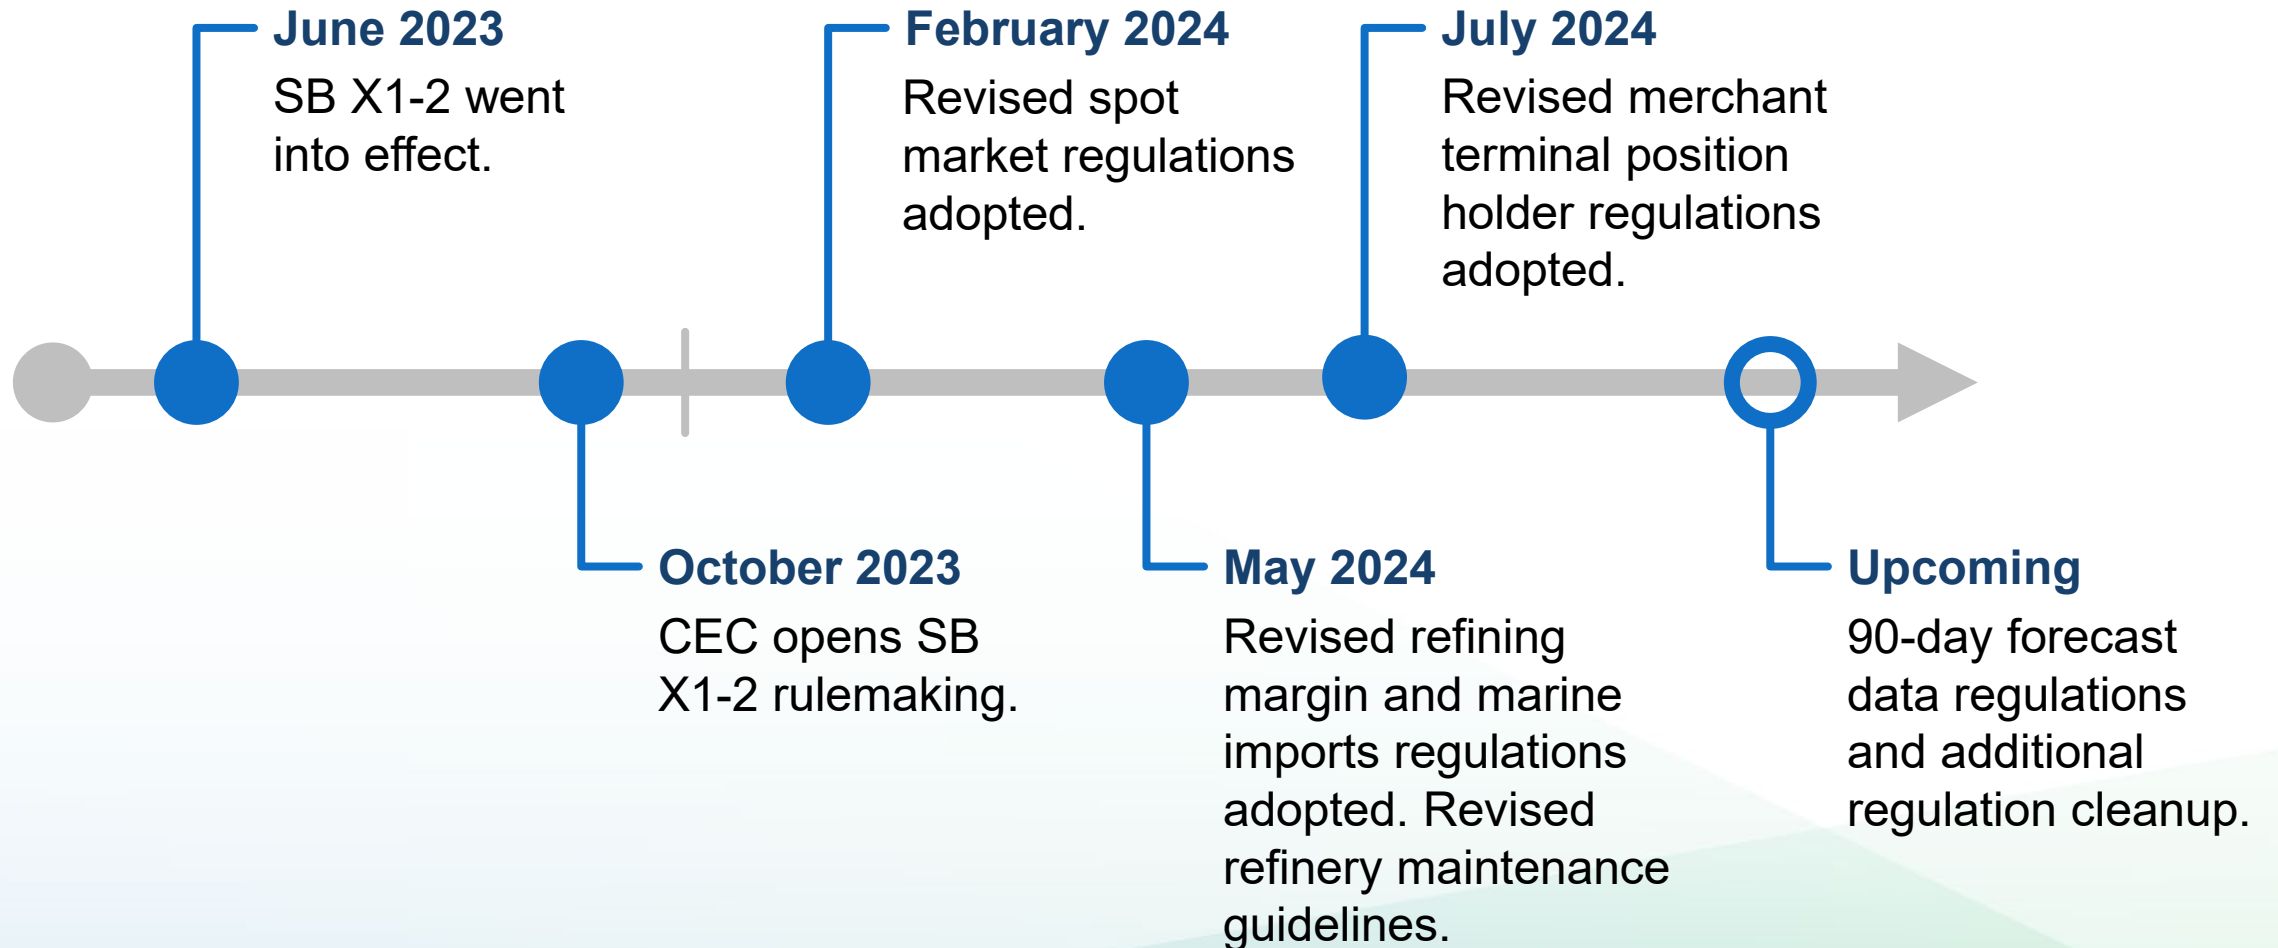 June 2023
SB X1-2 went
into effect.
October 2023
CEC opens SB
X1-2 rulemaking.
February 2024
Revised spot
market regulations
adopted.
May 2024
Revised refining
margin and marine
imports regulations
adopted. Revised
refinery maintenance
guidelines.
July 2024
Revised merchant
terminal position
holder regulations
adopted.
Upcoming
90-day forecast
data regulations
and additional
regulation cleanup.